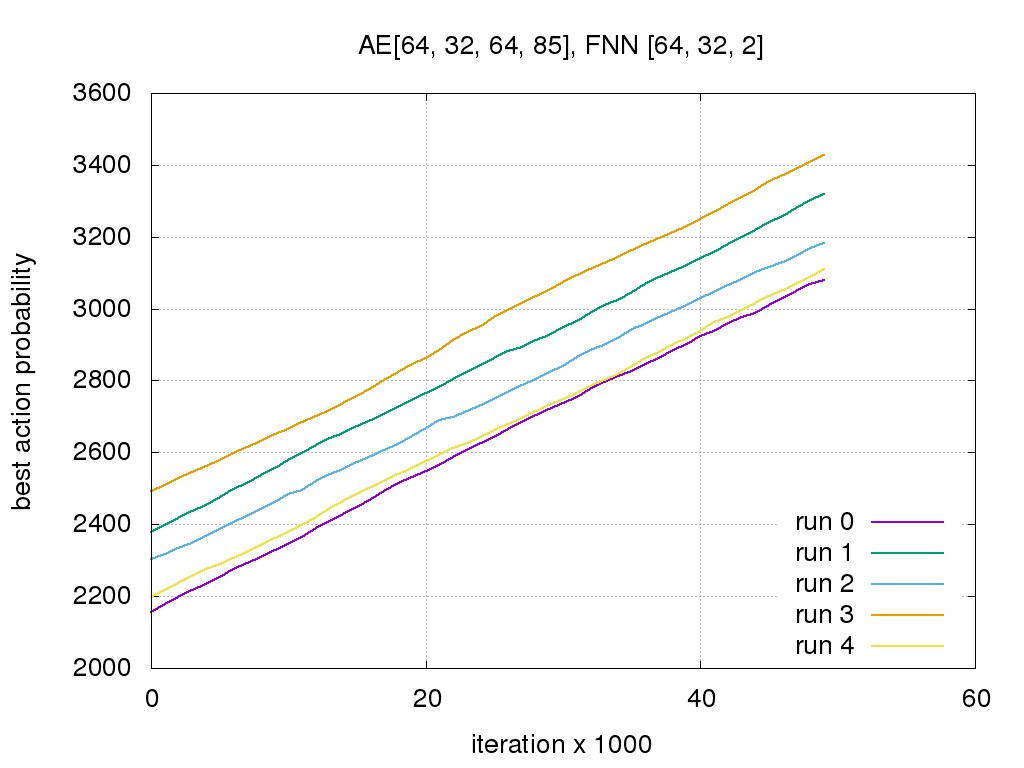 AE[64, 32, 64, 85], FNN [64, 32, 2]
3600
3400
3200
3000
2800
2600
2400
2200
2000
best action probability
run 0
run 1
run 2
run 3
run 4
0
20
40
60
iteration x 1000